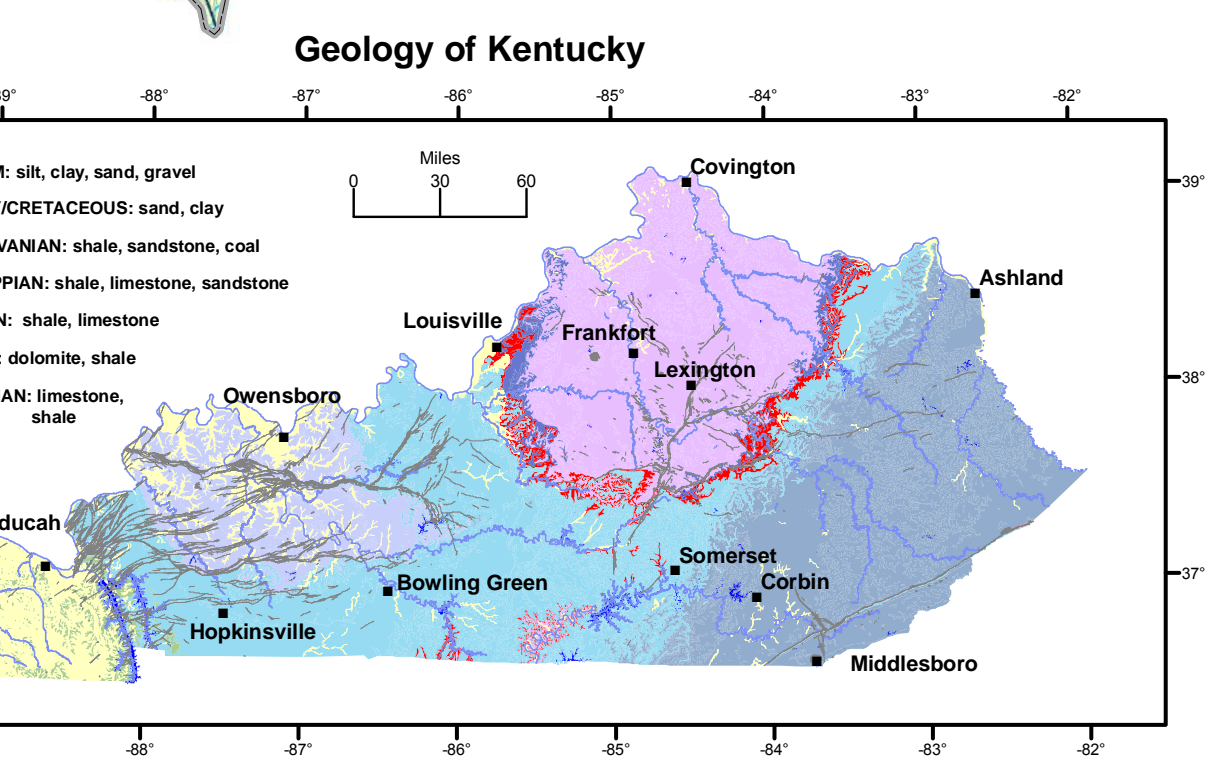 Geology of Kentucky
9° -88° -87° -86° -85° -84° -83° -82°
Miles
0 30 60
: silt, clay, sand, gravel
/CRETACEOUS: sand, clay
VANIAN: shale, sandstone, coal
PPIAN: shale, limestone, sandstone
N: shale, limestone
: dolomite, shale
IAN: limestone,
shale
Covington
39°
Ashland
Louisville
Frankfort
Lexington
38°
Owensboro
ducah
Somerset
Corbin
37°
Bowling Green
Hopkinsville
Middlesboro
-88° -87° -86° -85° -84° -83° -82°